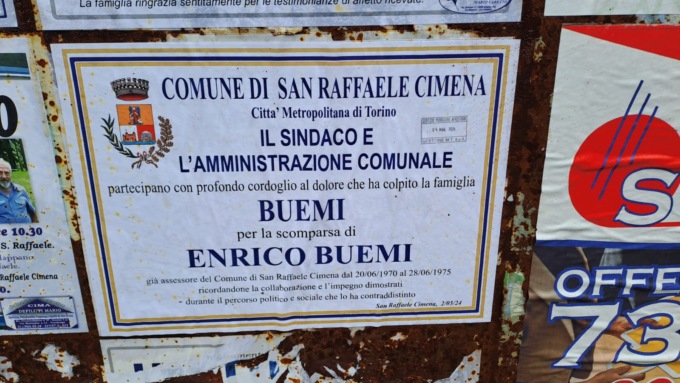 La famiglia ringrazia sentitamente per le testimonianze di affetto ricevute.
COMUNE DI SAN RAFFAELE CIMENA
Citta' Metropolitana di Torino
IL SINDACO E
L'AMMINISTRAZIONE COMUNALE
partecipano con profondo cordoglio al dolore che ha colpito la famiglia
BUEMI
per la scomparsa di
ENRICO BUEMI
già assessore del Comune di San Raffaele Cimena dal 20/06/1970 al 28/06/1975
ricordandone la collaborazione e l'impegno dimostrati
durante il percorso politico e sociale che lo ha contraddistinto
San Raffaele Cimena, 2/05/24
0
e 10.30
S. Raffaele.
Raffaele Cimena
CIMA
S
OFFE
73